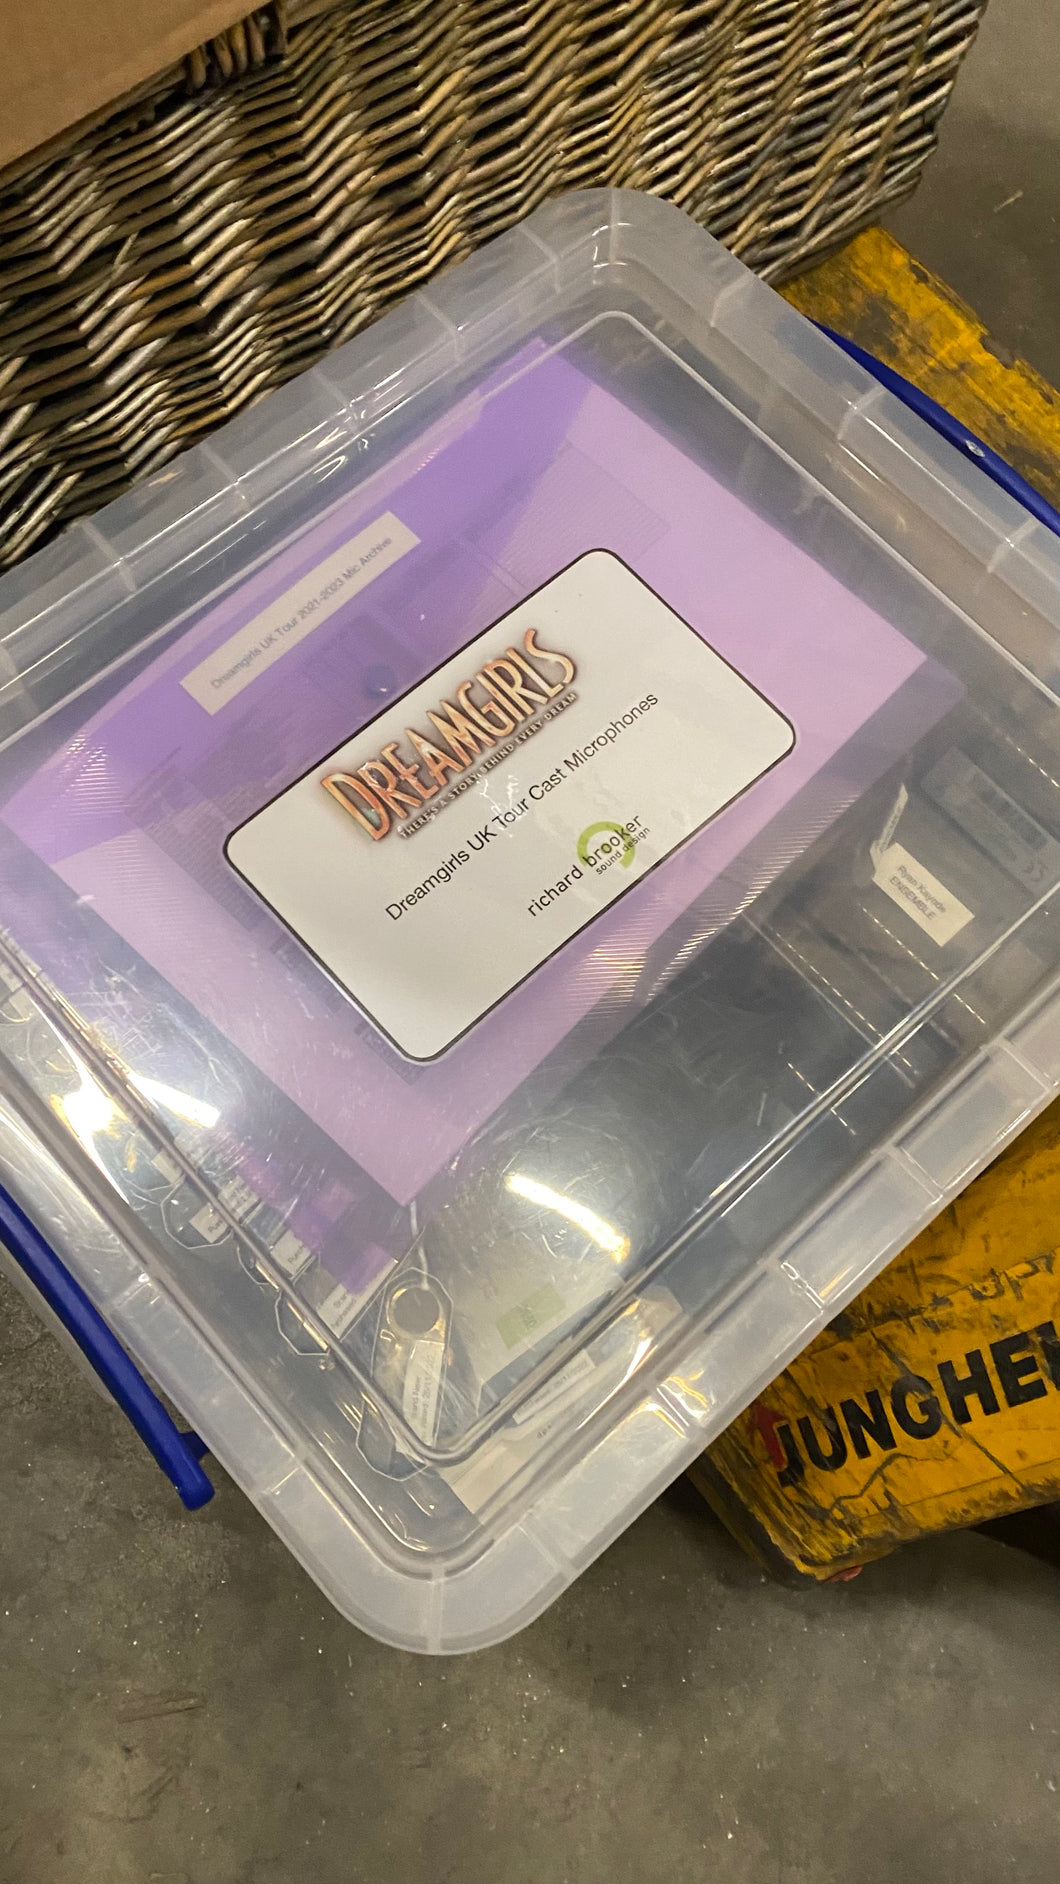 Dreamgirls UK Tour 2021-2023 Mic Archive
DREAMGIRLS
THERE'S A STORY BEHIND EVERY DREAM
Dreamgirls UK Tour Cast Microphones
richard brooker
sound design
Ryan Kayode
ENSEMBLE
JUNGHE